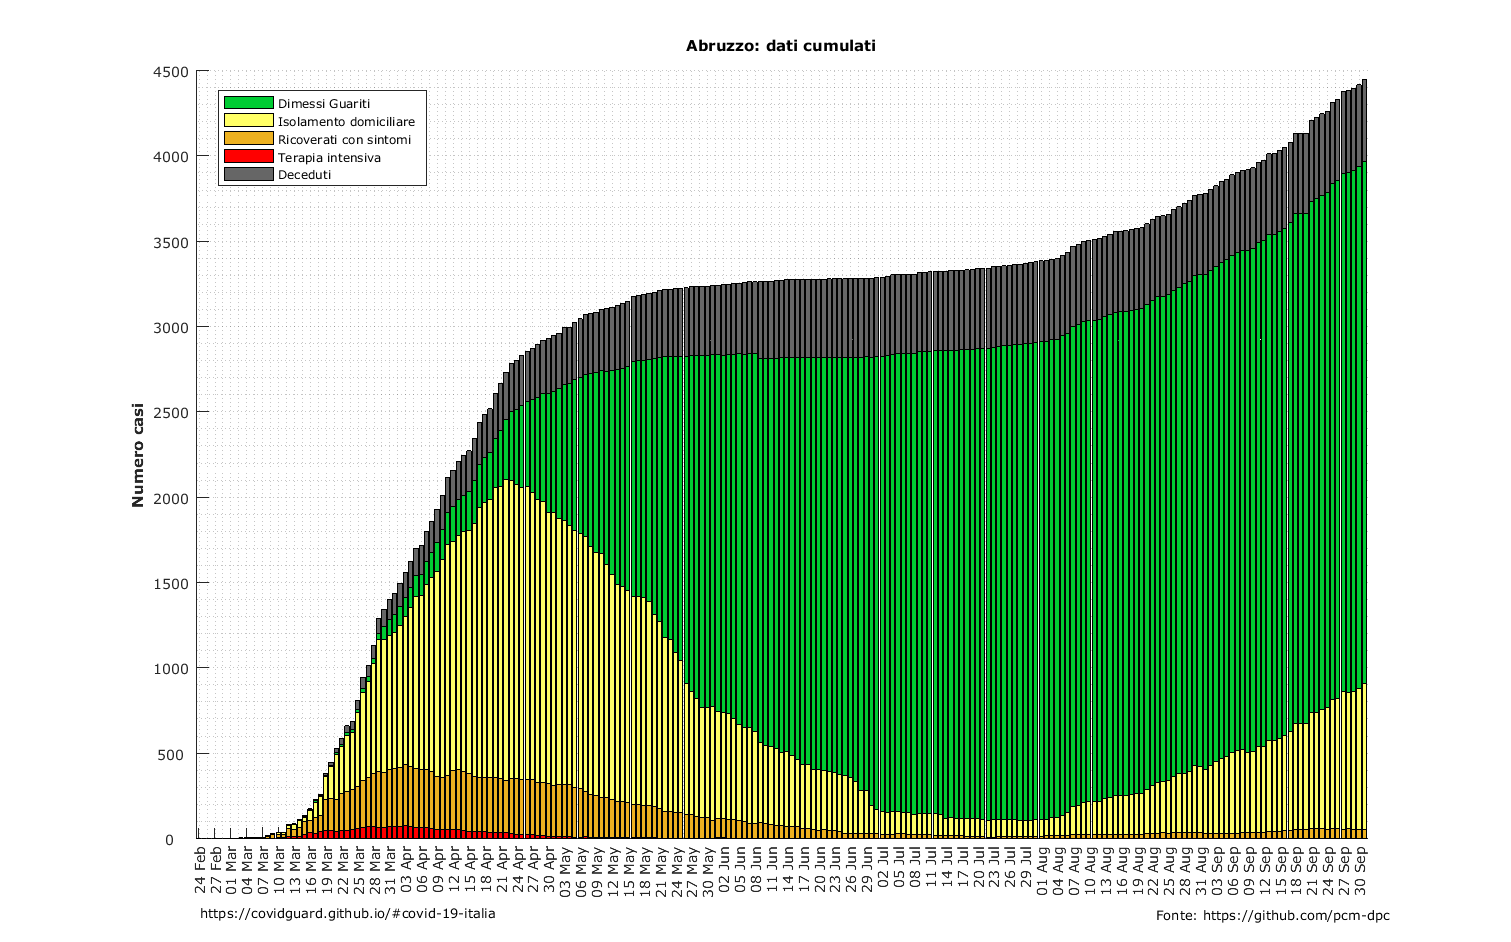 Abruzzo: dati cumulati
4500
4000
3500
3000
2500
2000
1500
1000
500
0
Numero casi
Dimessi Guariti
Isolamento domiciliare
Ricoverati con sintomi
Terapia intensiva
Deceduti
24 Feb
27 Feb
01 Mar
04 Mar
07 Mar
10 Mar
13 Mar
16 Mar
19 Mar
22 Mar
25 Mar
28 Mar
31 Mar
03 Apr
06 Apr
09 Apr
12 Apr
15 Apr
18 Apr
21 Apr
24 Apr
27 Apr
30 Apr
03 May
06 May
09 May
12 May
15 May
18 May
21 May
24 May
27 May
30 May
02 Jun
05 Jun
08 Jun
11 Jun
14 Jun
17 Jun
20 Jun
23 Jun
26 Jun
29 Jun
02 Jul
05 Jul
08 Jul
11 Jul
14 Jul
17 Jul
20 Jul
23 Jul
26 Jul
29 Jul
01 Aug
04 Aug
07 Aug
10 Aug
13 Aug
16 Aug
19 Aug
22 Aug
25 Aug
28 Aug
31 Aug
03 Sep
06 Sep
09 Sep
12 Sep
15 Sep
18 Sep
21 Sep
24 Sep
27 Sep
30 Sep
https://covidguard.github.io/#covid-19-italia
Fonte: https://github.com/pcm-dpc